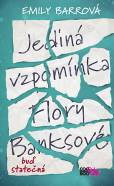 EMILY BARROVÁ
Jediná
vzpomínka
Flory
Banksové
buď
statečná